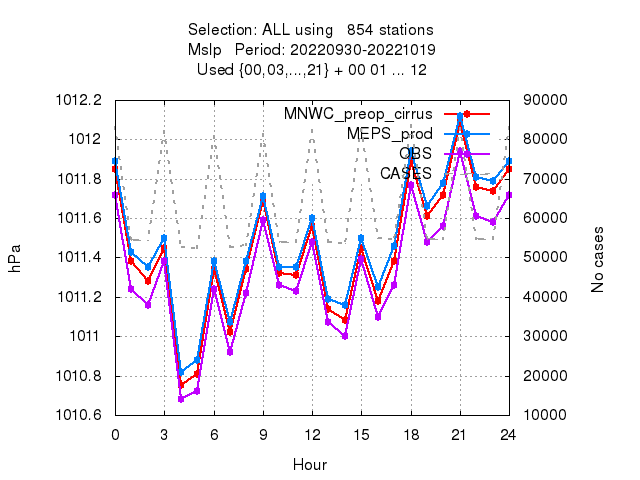 Selection: ALL using   854 stations
Mslp   Period: 20220930-20221019
Used {00,03,...,21} + 00 01 ... 12
1012.2
1012
1011.8
1011.6
1011.4
1011.2
1011
1010.8
1010.6
hPa
MNWC_preop_cirrus
MEPS_prod
OBS
CASES
90000
80000
70000
60000
50000
40000
30000
20000
10000
No cases
0 3 6 9 12 15 18 21 24
Hour